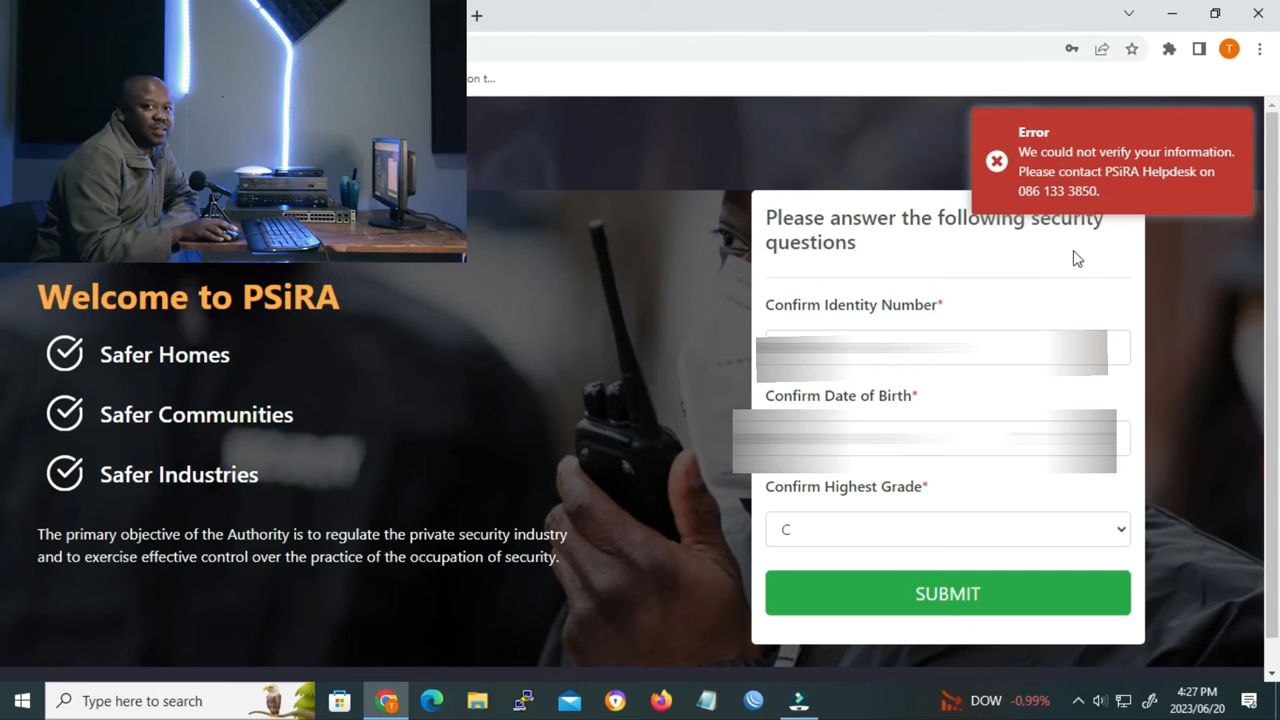 on t...
T
Error
We could not verify your information.
Please contact PSiRA Helpdesk on
086 133 3850.
Please answer the following security
questions
Confirm Identity Number*
Confirm Date of Birth*
Confirm Highest Grade*
C
SUBMIT
Welcome to PSiRA
Safer Homes
Safer Communities
Safer Industries
The primary objective of the Authority is to regulate the private security industry
and to exercise effective control over the practice of the occupation of security.
Type here to search
DOW -0,99%
4:27 PM
2023/06/20